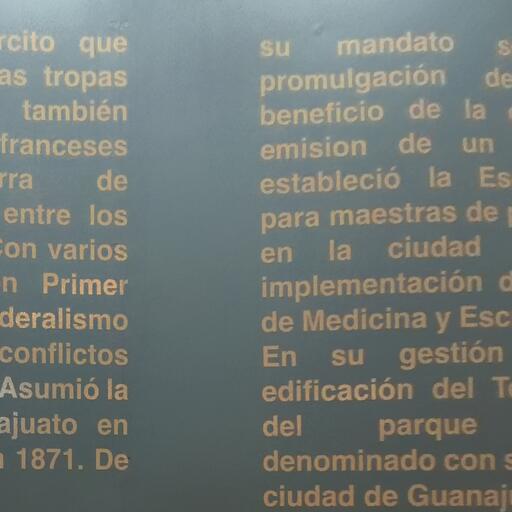 rcito que
as tropas
también
franceses
rra de
entre los
Con varios
n Primer
deralismo
conflictos
Asumió la
ajuato en
1871. De
su mandato s
promulgación de
beneficio de la
emision de un
estableció la Es
para maestras de p
en la ciudad
implementación d
de Medicina y Esc
En su gestión
edificación del Te
del parque
denominado con s
ciudad de Guanaju